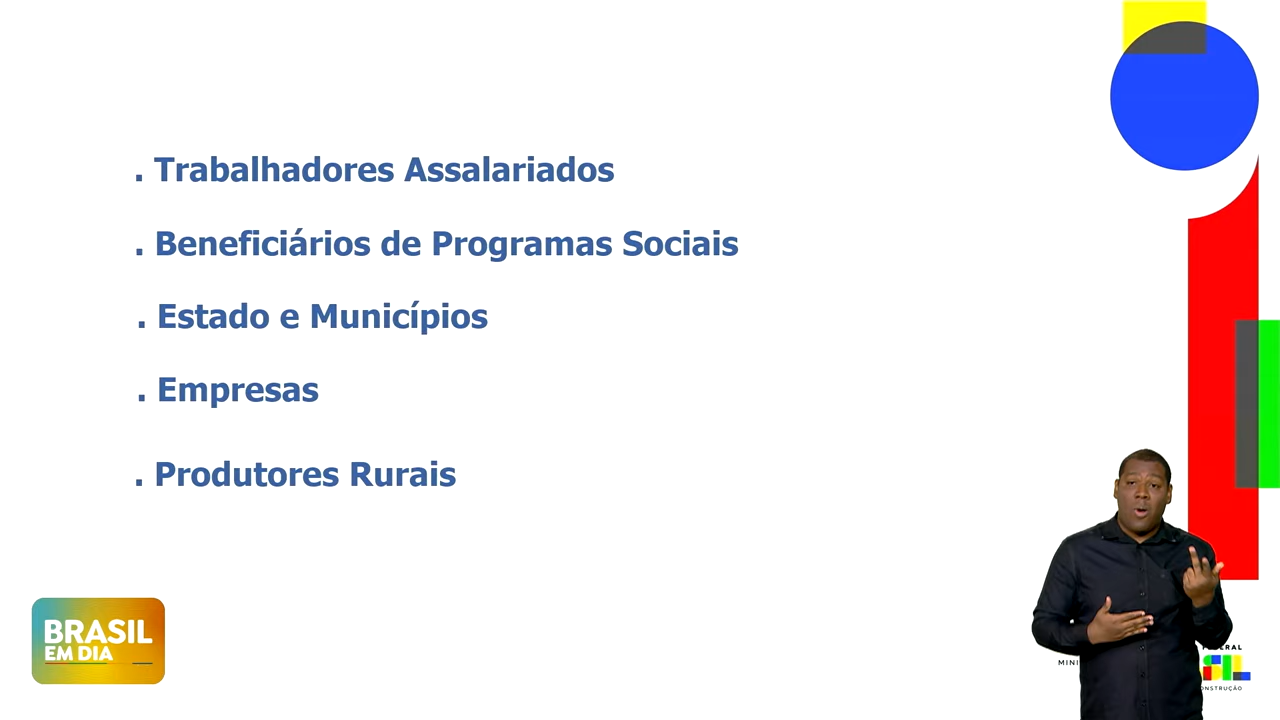 . Trabalhadores Assalariados
. Beneficiários de Programas Sociais
. Estado e Municípios
. Empresas
. Produtores Rurais
BRASIL
EM DIA